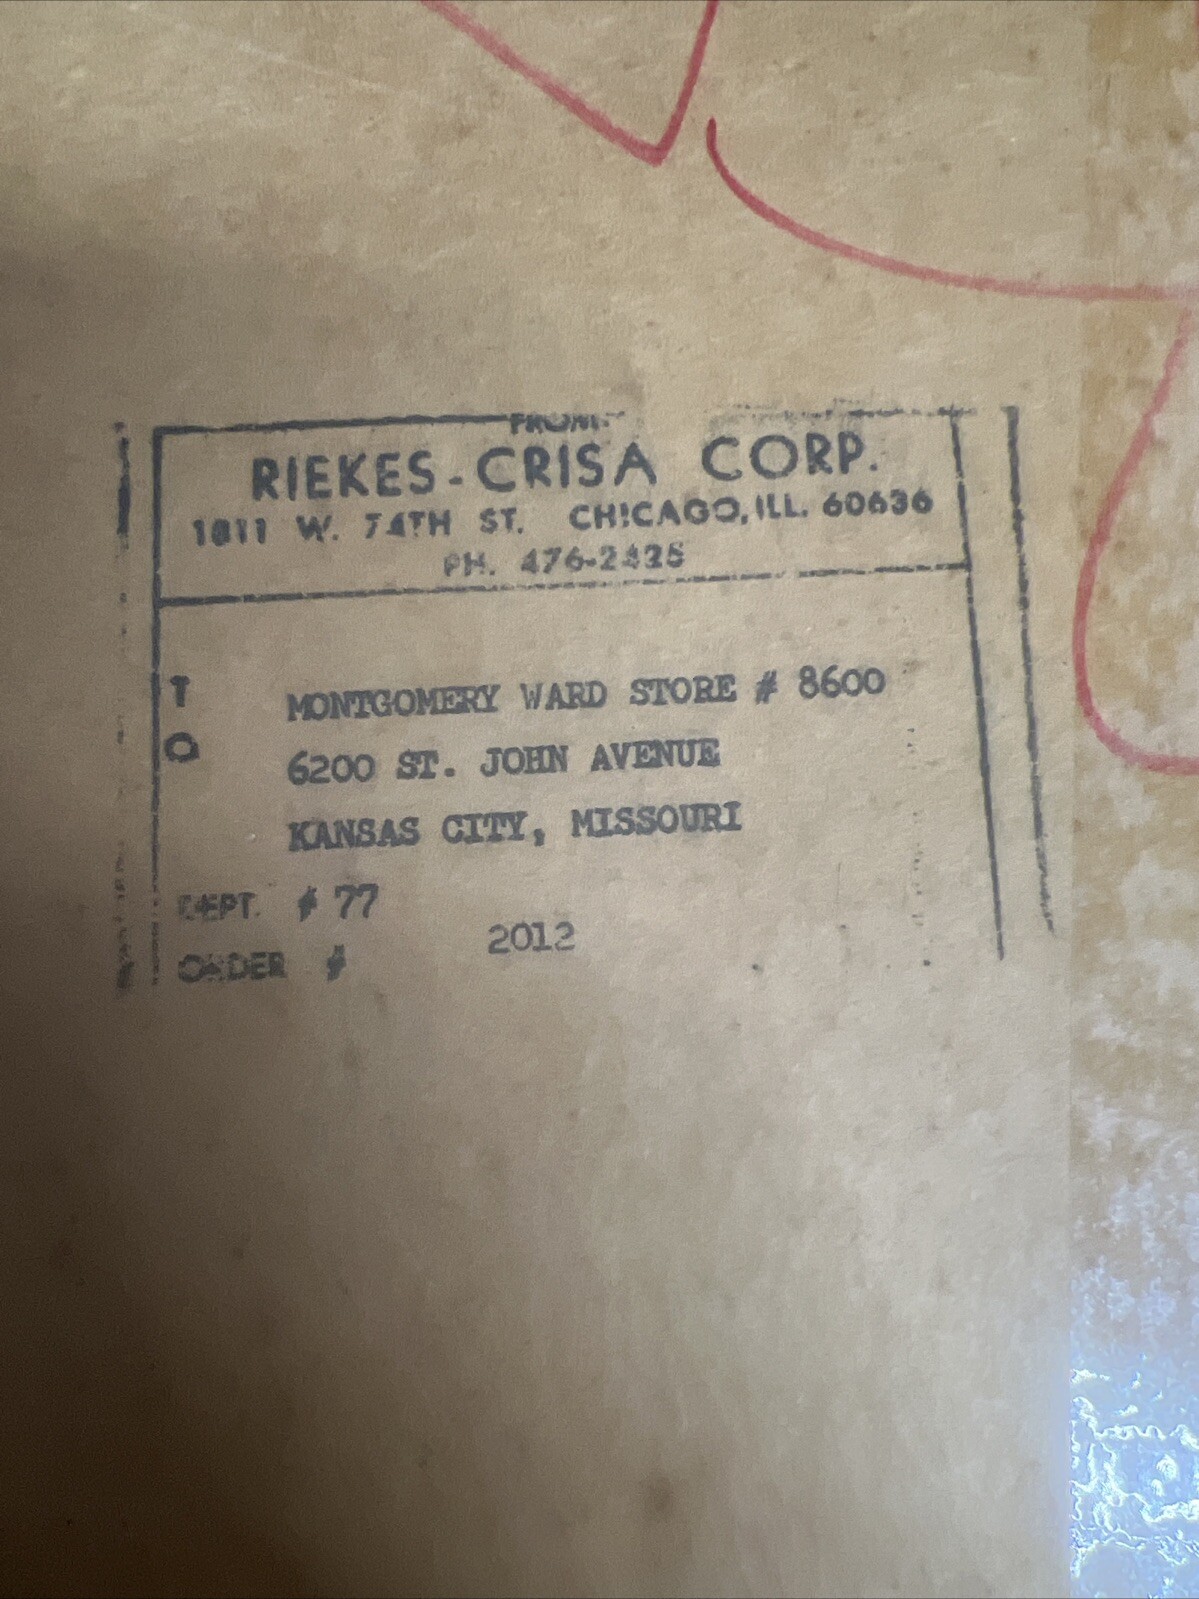 FROM:
RIEKES-CRISA CORP.
1811 W. 74TH ST. CHICAGO, ILL. 60636
PH. 476-2425
TO
MONTGOMERY WARD STORE # 8600
6200 ST. JOHN AVENUE
KANSAS CITY, MISSOURI
DEPT. # 77
ORDER # 2012